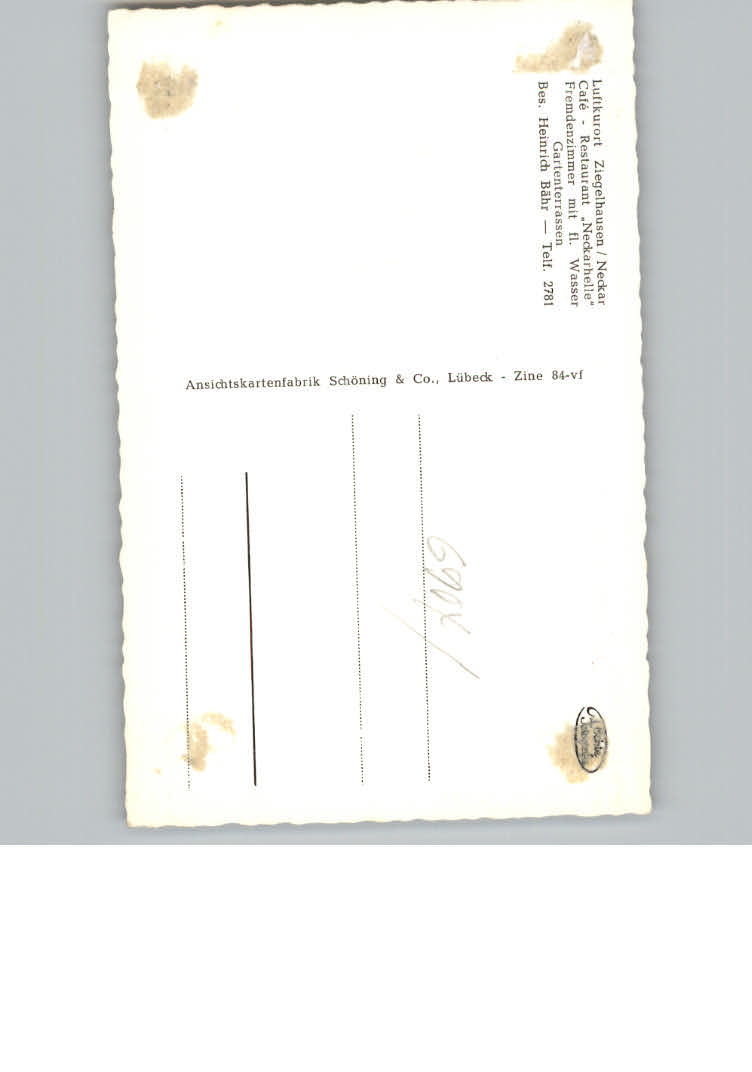 Luftkurort Ziegelhausen / Neckar
Café - Restaurant „Neckarhelle"
Fremdenzimmer mit fl. Wasser
Gartenterrassen
Bes. Heinrich Bähr — Telf. 2781
Ansichtskartenfabrik Schöning & Co., Lübeck - Zine 84-vf